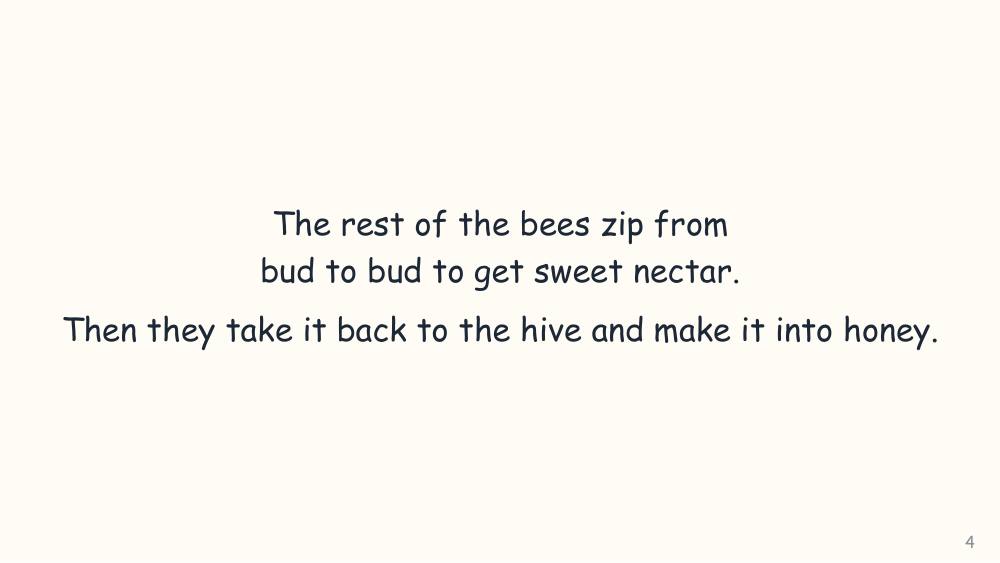 The rest of the bees zip from
bud to bud to get sweet nectar.
Then they take it back to the hive and make it into honey.
4